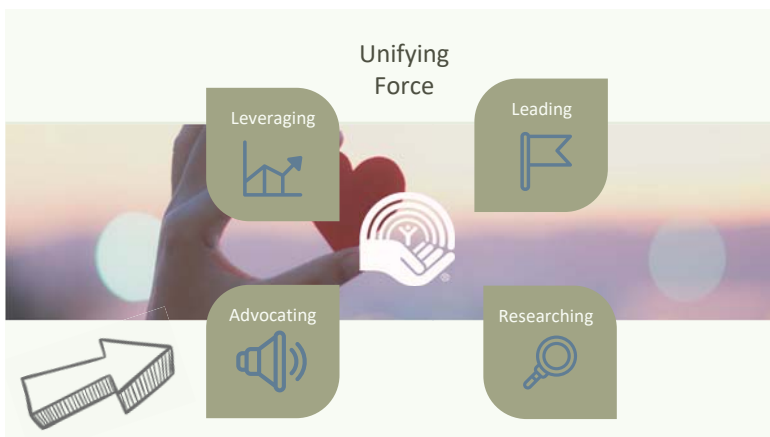 Unifying
Force
Leveraging
Leading
Advocating
Researching
®